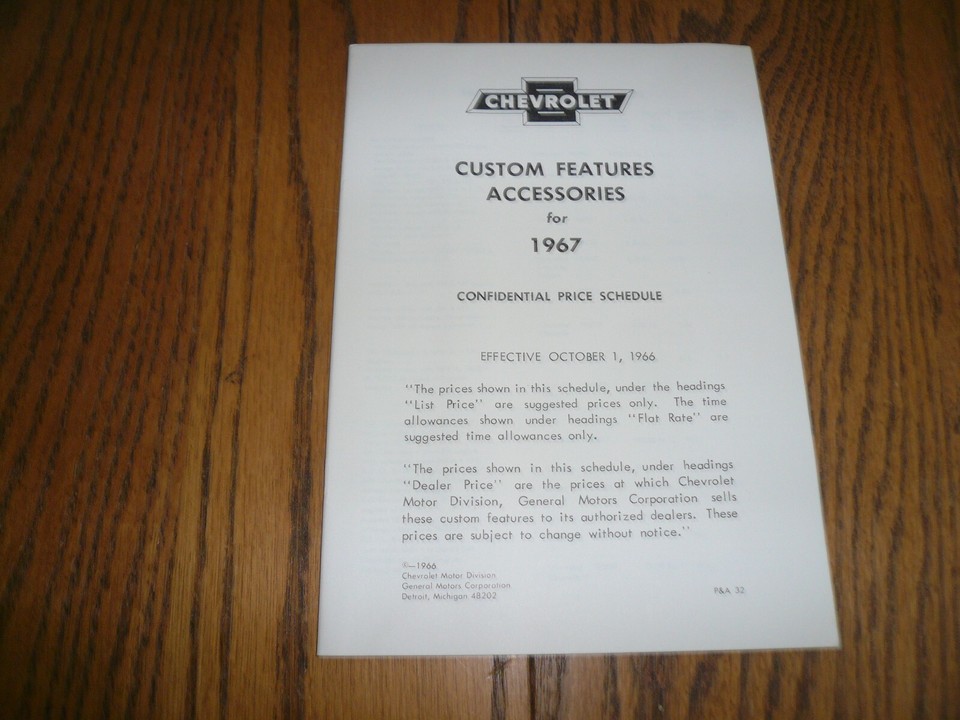 CHEVROLET
CUSTOM FEATURES
ACCESSORIES
for
1967
CONFIDENTIAL PRICE SCHEDULE
EFFECTIVE OCTOBER 1, 1966
"The prices shown in this schedule, under the headings
"List Price" are suggested prices only. The time
allowances shown under headings "Flat Rate" are
suggested time allowances only.
"The prices shown in this schedule, under headings
"Dealer Price" are the prices at which Chevrolet
Motor Division, General Motors Corporation sells
these custom features to its authorized dealers. These
prices are subject to change without notice."
©—1966
Chevrolet Motor Division
General Motors Corporation
Detroit, Michigan 48202
P&A 32